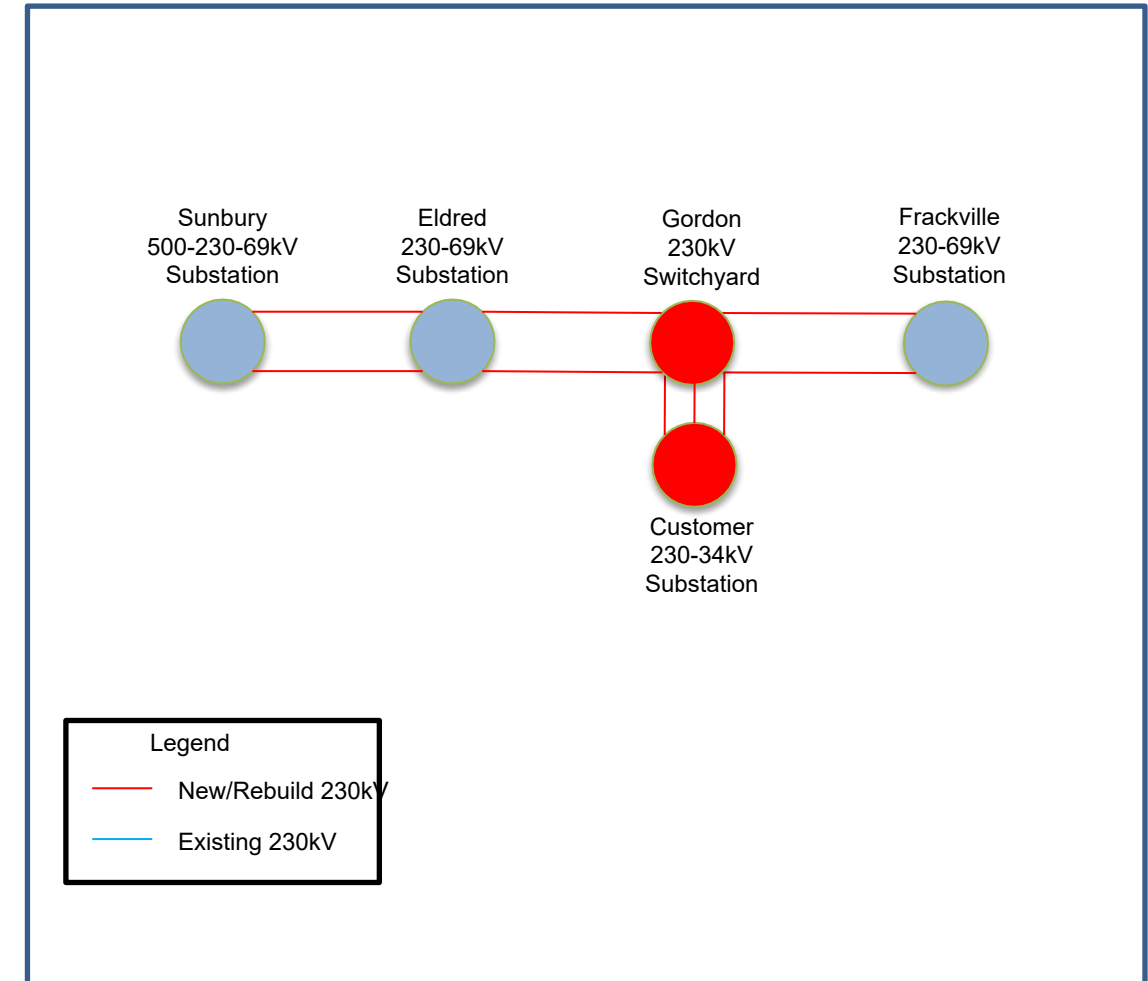 Sunbury
500-230-69kV
Substation
Eldred
230-69kV
Substation
Gordon
230kV
Switchyard
Frackville
230-69kV
Substation
Customer
230-34kV
Substation
Legend
New/Rebuild 230kV
Existing 230kV